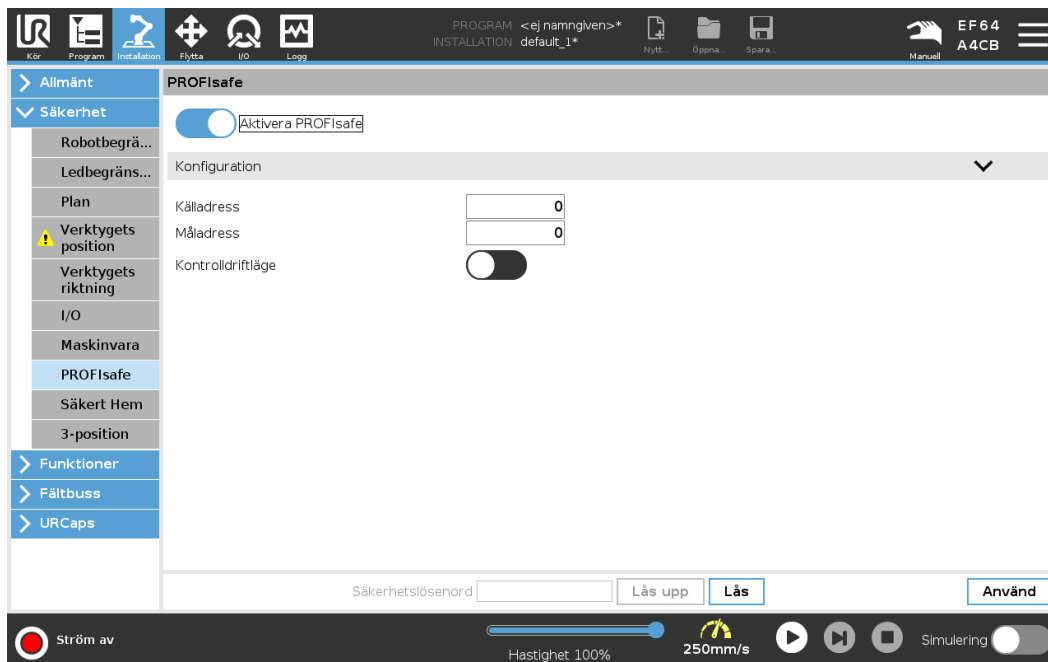 PROGRAM <ej namngiven>*
INSTALLATION default_1*
Kör
Program
Installation
Flytta
I/O
Logg
Nytt...
Öppna...
Spara...
Manuell
EF64
A4CB
Allmänt
Säkerhet
Robotbegrä...
Ledbegräns...
Plan
Verktygets
position
Verktygets
riktning
I/O
Maskinvara
PROFIsafe
Säkert Hem
3-position
Funktioner
Fältbuss
URCaps
PROFIsafe
Aktivera PROFIsafe
Konfiguration
Källadress 0
Måladress 0
Kontrolldriftläge
Säkerhetslösenord
Lås upp
Lås
Använd
Ström av
Hastighet 100%
250mm/s
Simulering